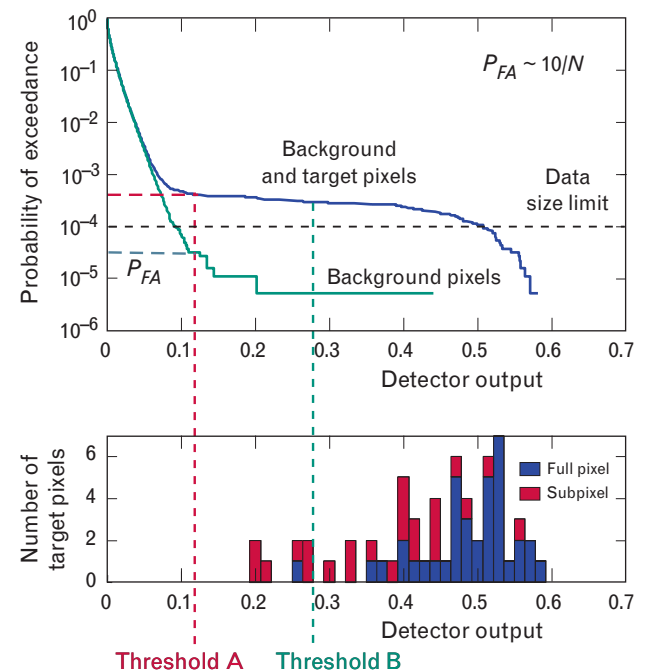 10⁰
10⁻¹
10⁻²
10⁻³
10⁻⁴
10⁻⁵
10⁻⁶
Probability of exceedance
P_FA ~ 10/N
Background
and target pixels
Data
size limit
P_FA
Background pixels
0 0.1 0.2 0.3 0.4 0.5 0.6 0.7
Detector output
Number of
target pixels
6
4
2
0
Full pixel
Subpixel
0 0.1 0.2 0.3 0.4 0.5 0.6 0.7
Detector output
Threshold A Threshold B